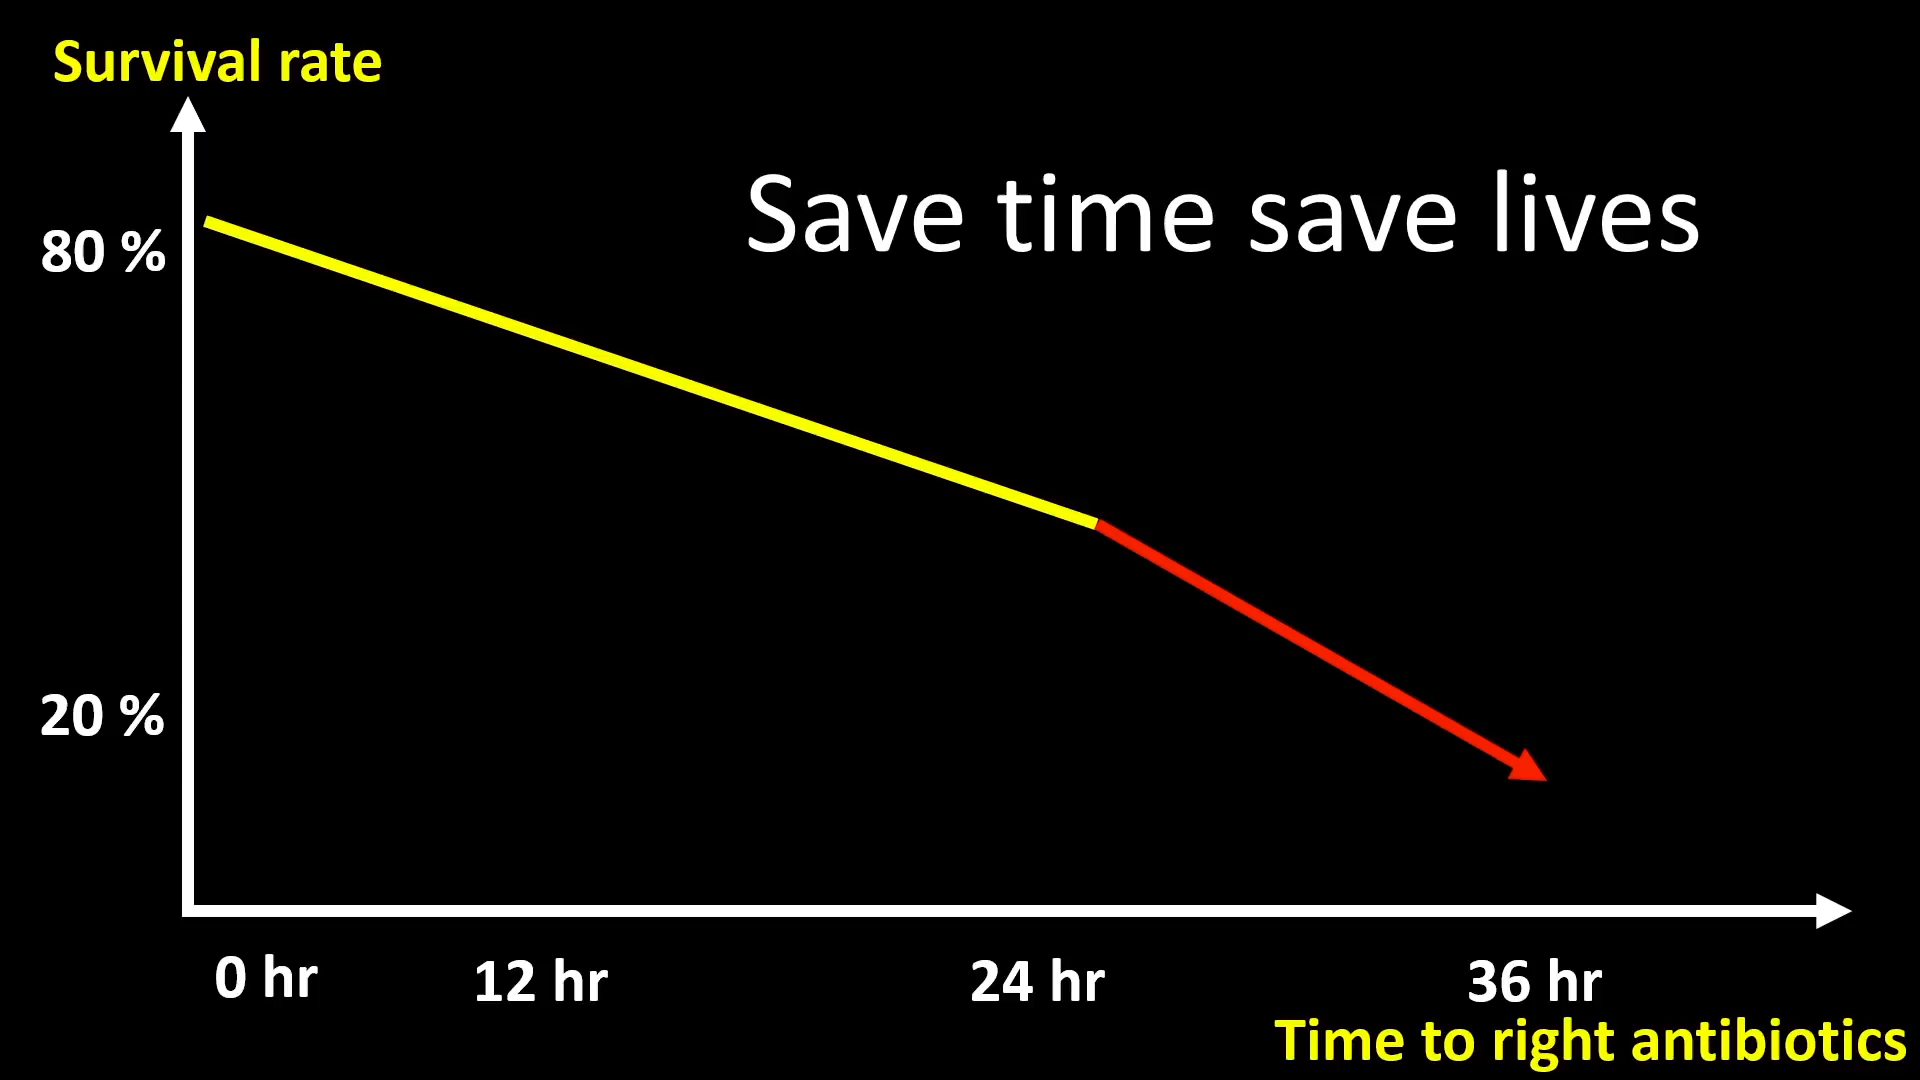 Survival rate
Save time save lives
80 %
20 %
0 hr
12 hr
24 hr
36 hr
Time to right antibiotics